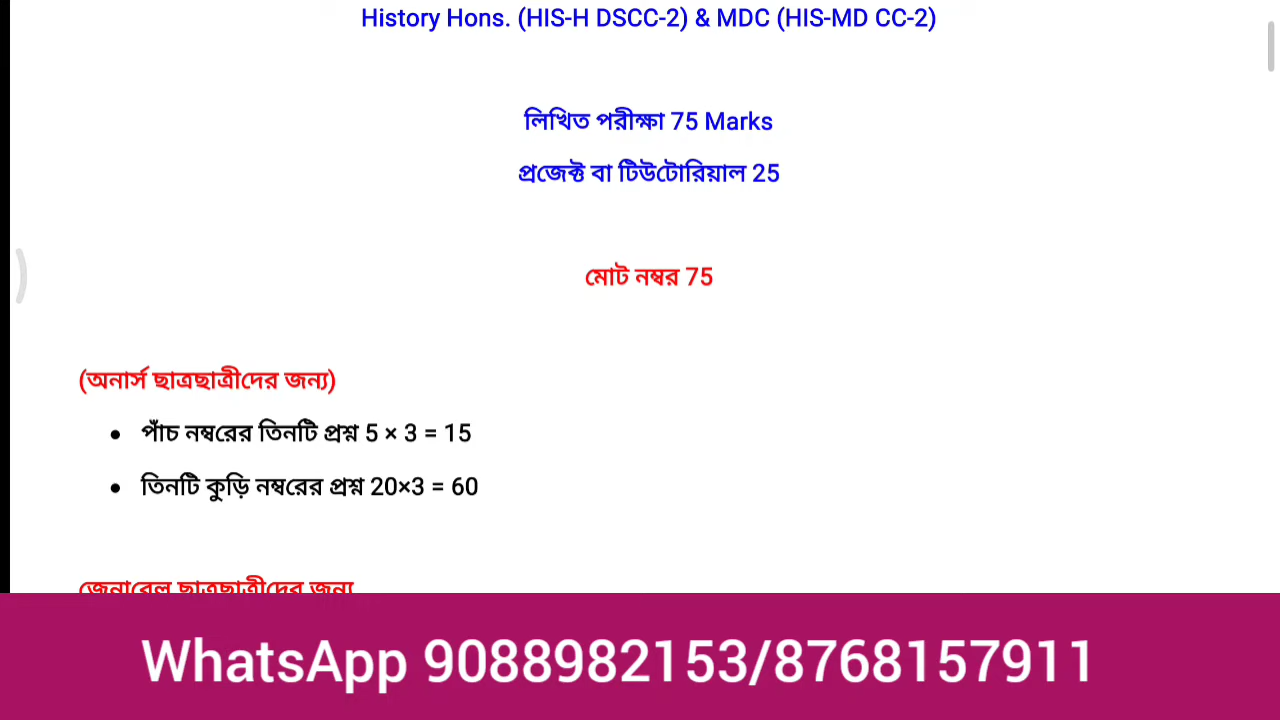 History Hons. (HIS-H DSCC-2) & MDC (HIS-MD CC-2)
লিখিত পরীক্ষা 75 Marks
প্রজেক্ট বা টিউটোরিয়াল 25
মোট নম্বর 75
(অনার্স ছাত্রছাত্রীদের জন্য)
• পাঁচ নম্বরের তিনটি প্রশ্ন 5 × 3 = 15
• তিনটি কুড়ি নম্বরের প্রশ্ন 20×3 = 60
জেনারেল ছাত্রছাত্রীদের জন্য
WhatsApp 9088982153/8768157911